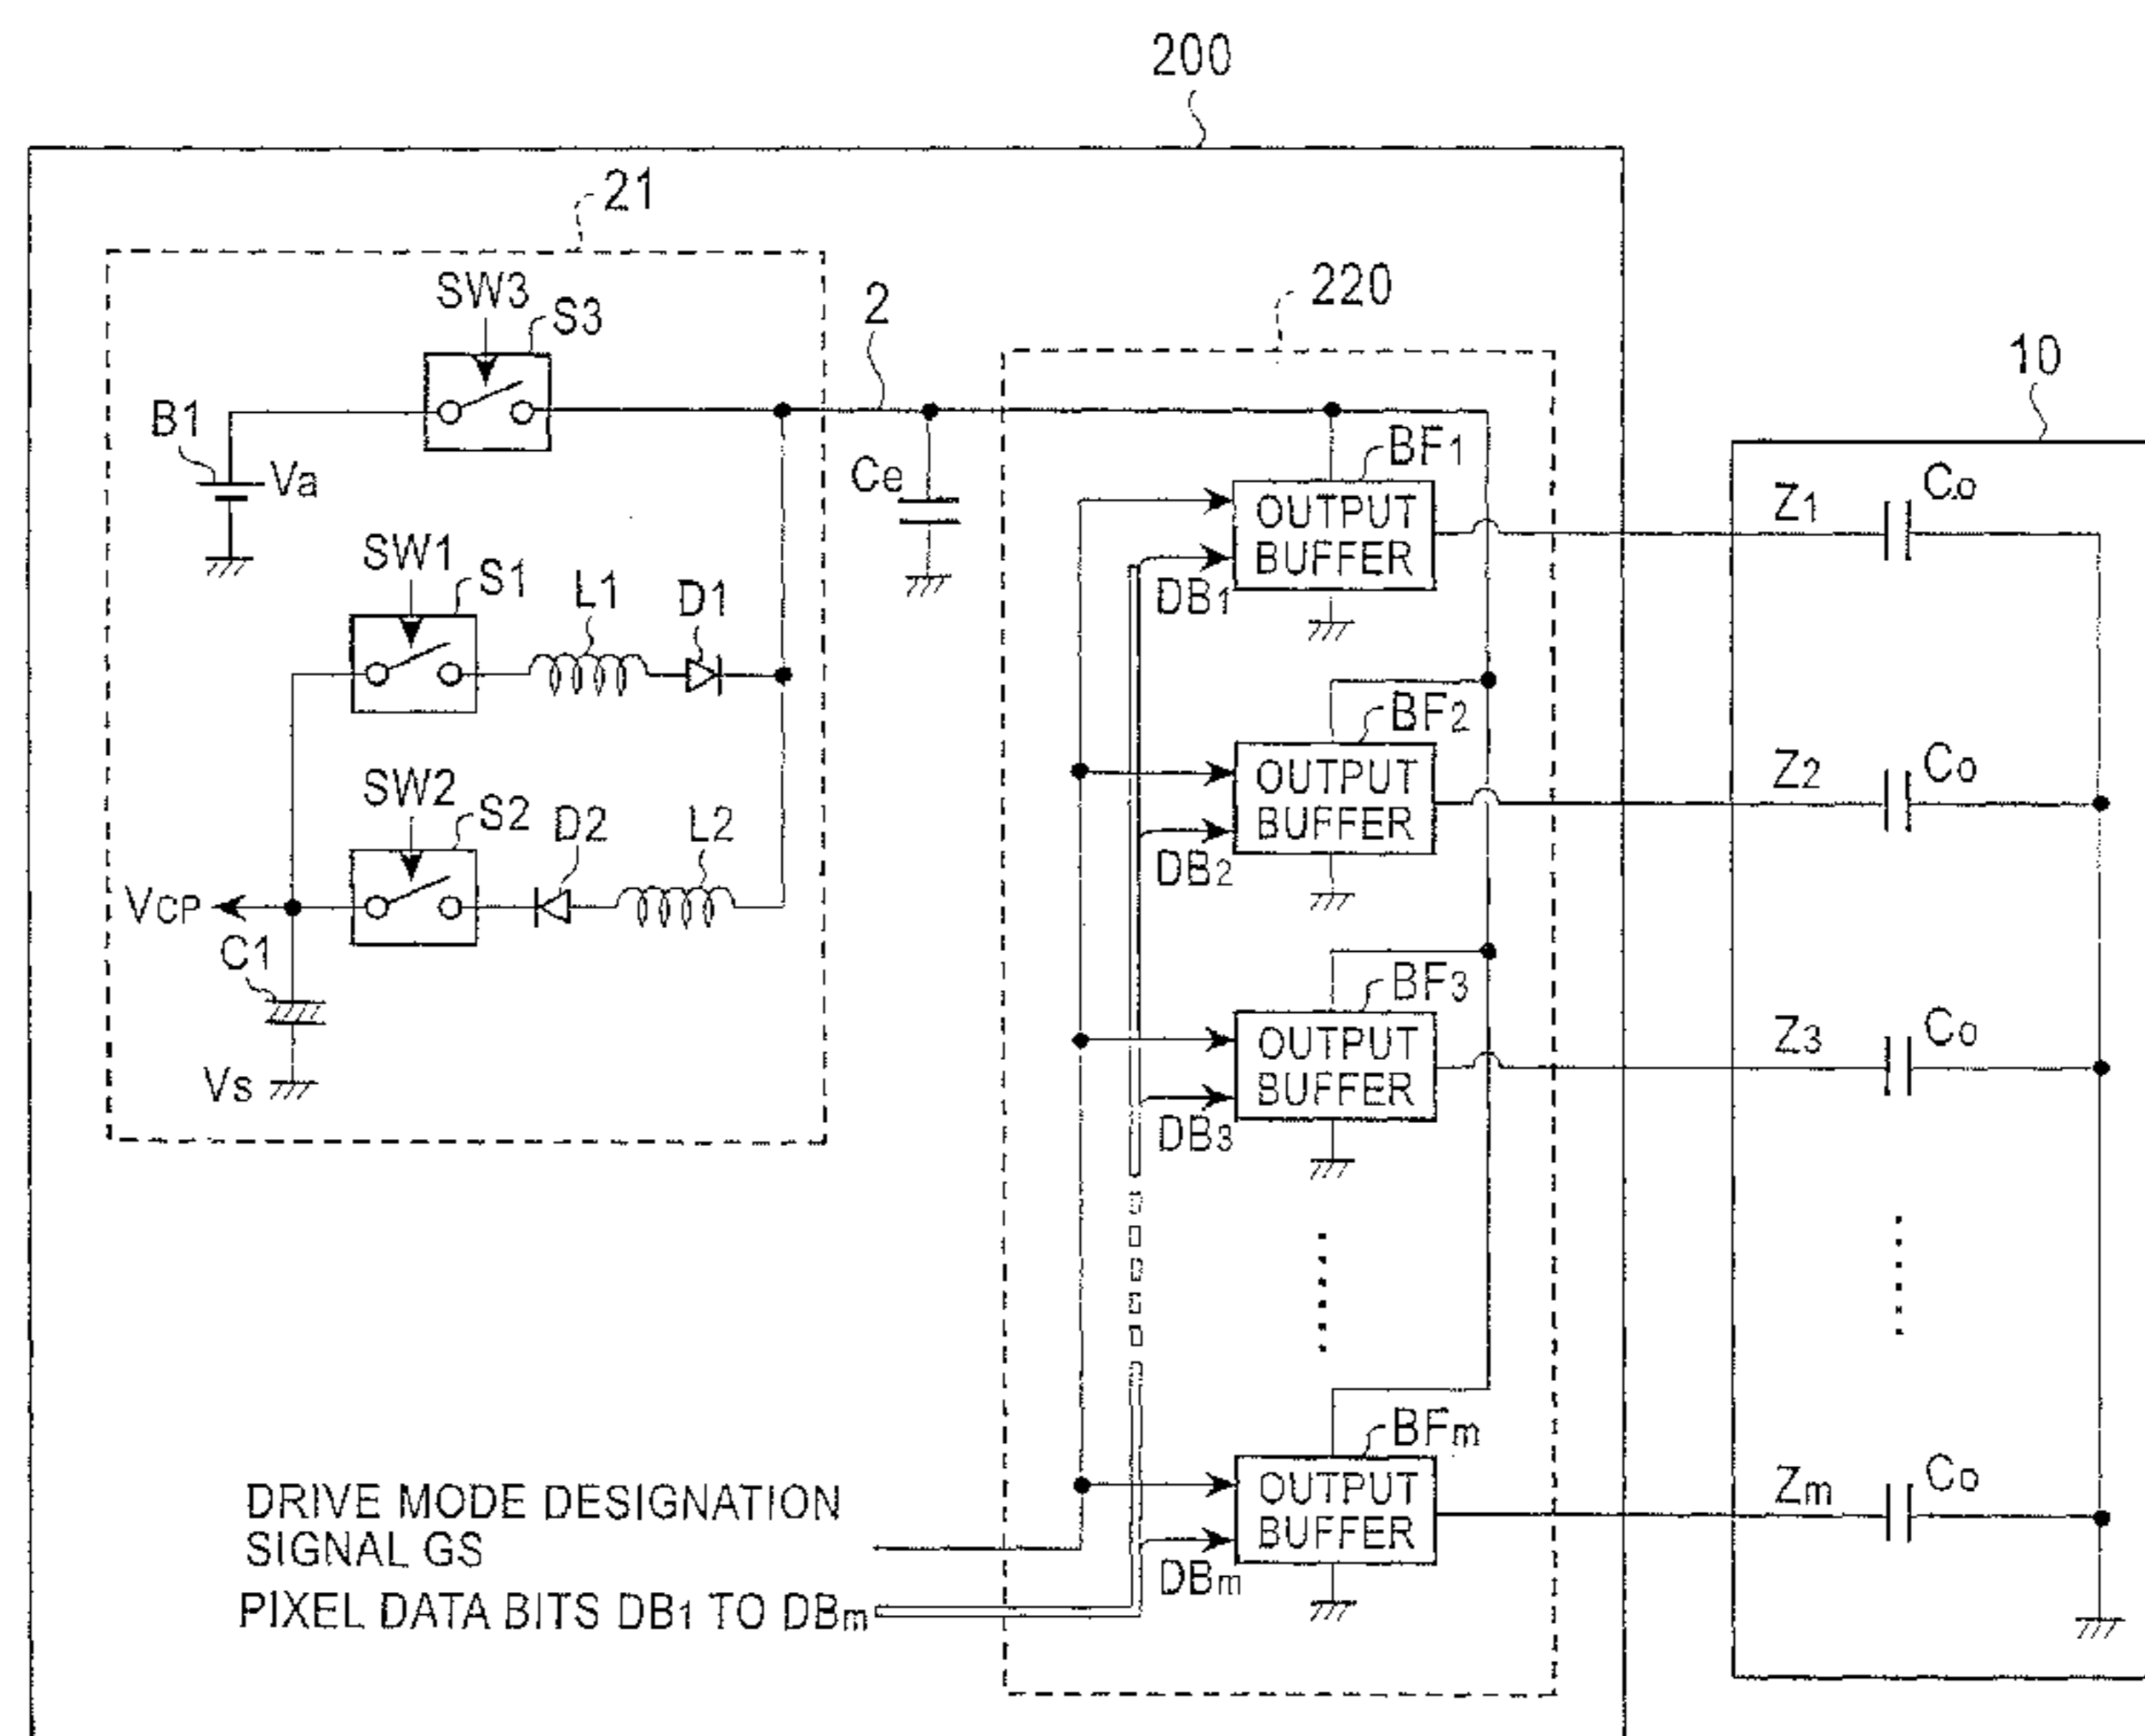 200
21
SW3
S3
2
220
10
B1
Va
Ce
BF1
OUTPUT
BUFFER
DB1
Z1
Co
SW1
S1
L1
D1
BF2
OUTPUT
BUFFER
DB2
Z2
Co
SW2
S2
D2
L2
VCP
C1
Vs
BF3
OUTPUT
BUFFER
DB3
Z3
Co
BFm
OUTPUT
BUFFER
DBm
Zm
Co
DRIVE MODE DESIGNATION
SIGNAL GS
PIXEL DATA BITS DB1 TO DBm